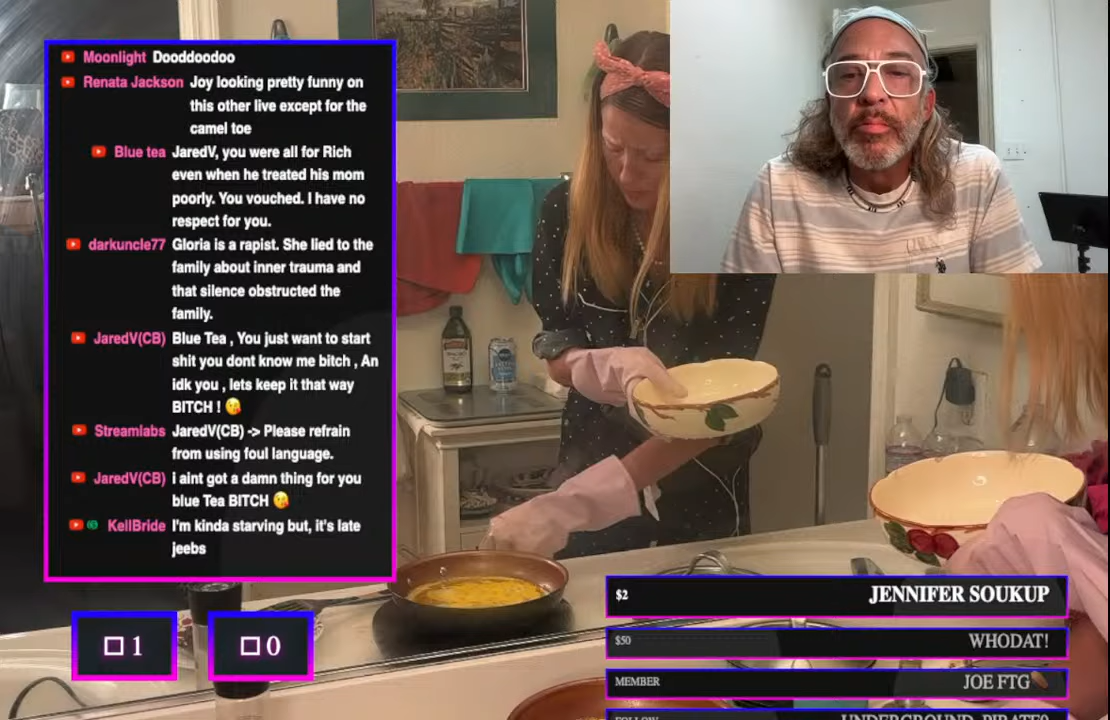 Moonlight Dooddoodoo
Renata Jackson Joy looking pretty funny on
this other live except for the
camel toe
Blue tea JaredV, you were all for Rich
even when he treated his mom
poorly. You vouched. I have no
respect for you.
darkuncle77 Gloria is a rapist. She lied to the
family about inner trauma and
that silence obstructed the
family.
JaredV(CB) Blue Tea , You just want to start
shit you dont know me bitch , An
idk you , lets keep it that way
BITCH ! 😘
Streamlabs JaredV(CB) -> Please refrain
from using foul language.
JaredV(CB) i aint got a damn thing for you
blue Tea BITCH 😘
KellBride I'm kinda starving but, it's late
jeebs
1
0
$2 JENNIFER SOUKUP
$50 WHODAT!
MEMBER JOE FTG
FOLLOW